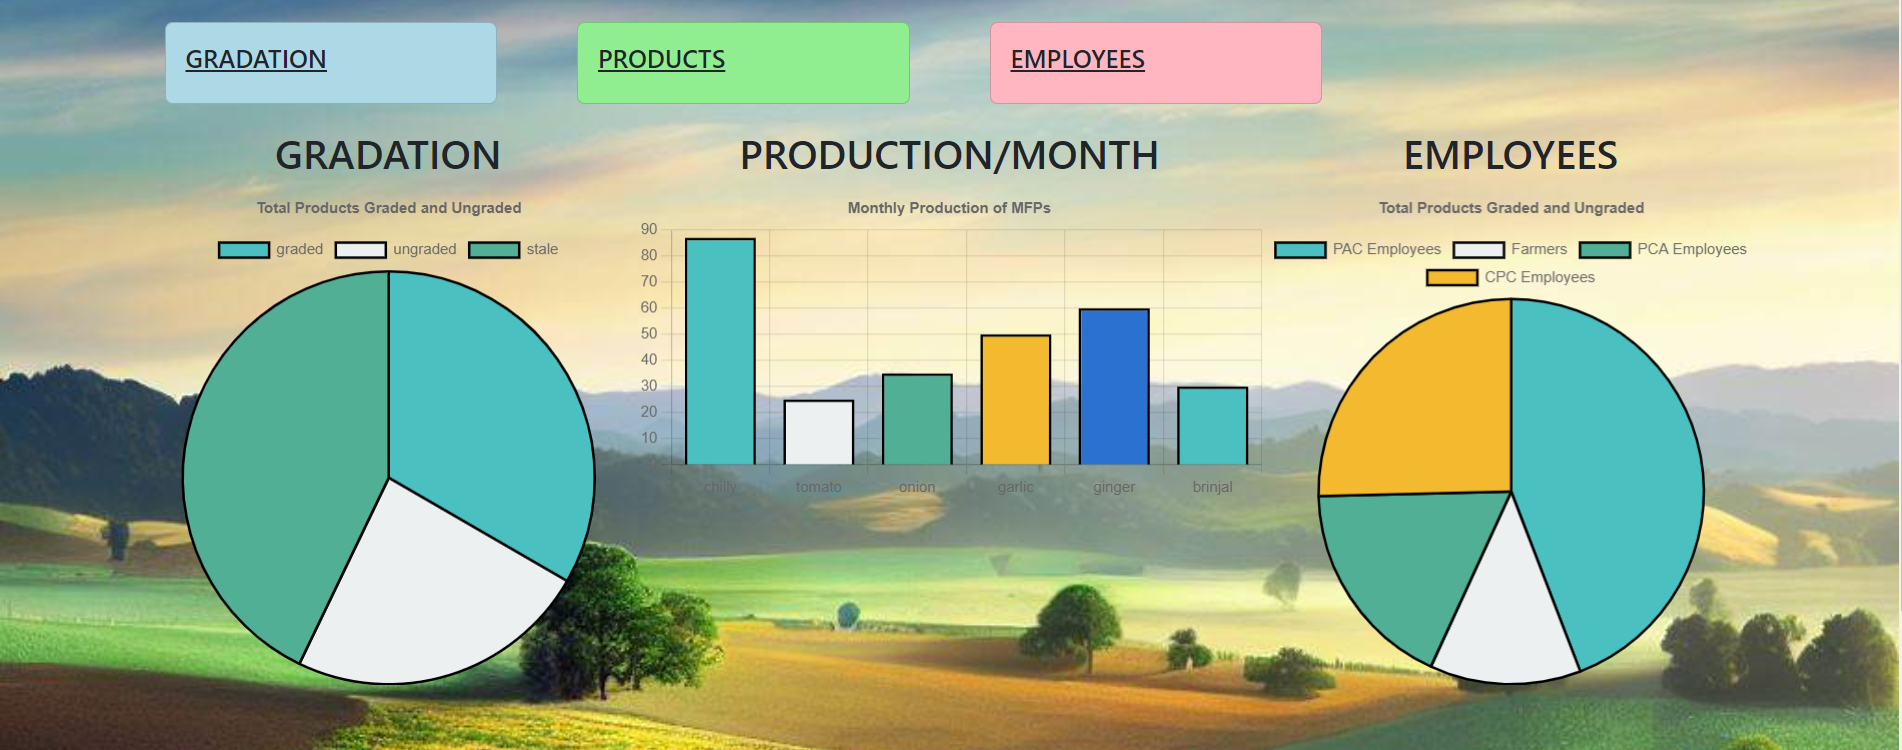 GRADATION PRODUCTS EMPLOYEES
GRADATION
Total Products Graded and Ungraded
graded ungraded stale
PRODUCTION/MONTH
Monthly Production of MFPs
90
80
70
60
50
40
30
20
10
chilly tomato onion garlic ginger brinjal
EMPLOYEES
Total Products Graded and Ungraded
PAC Employees Farmers PCA Employees
CPC Employees